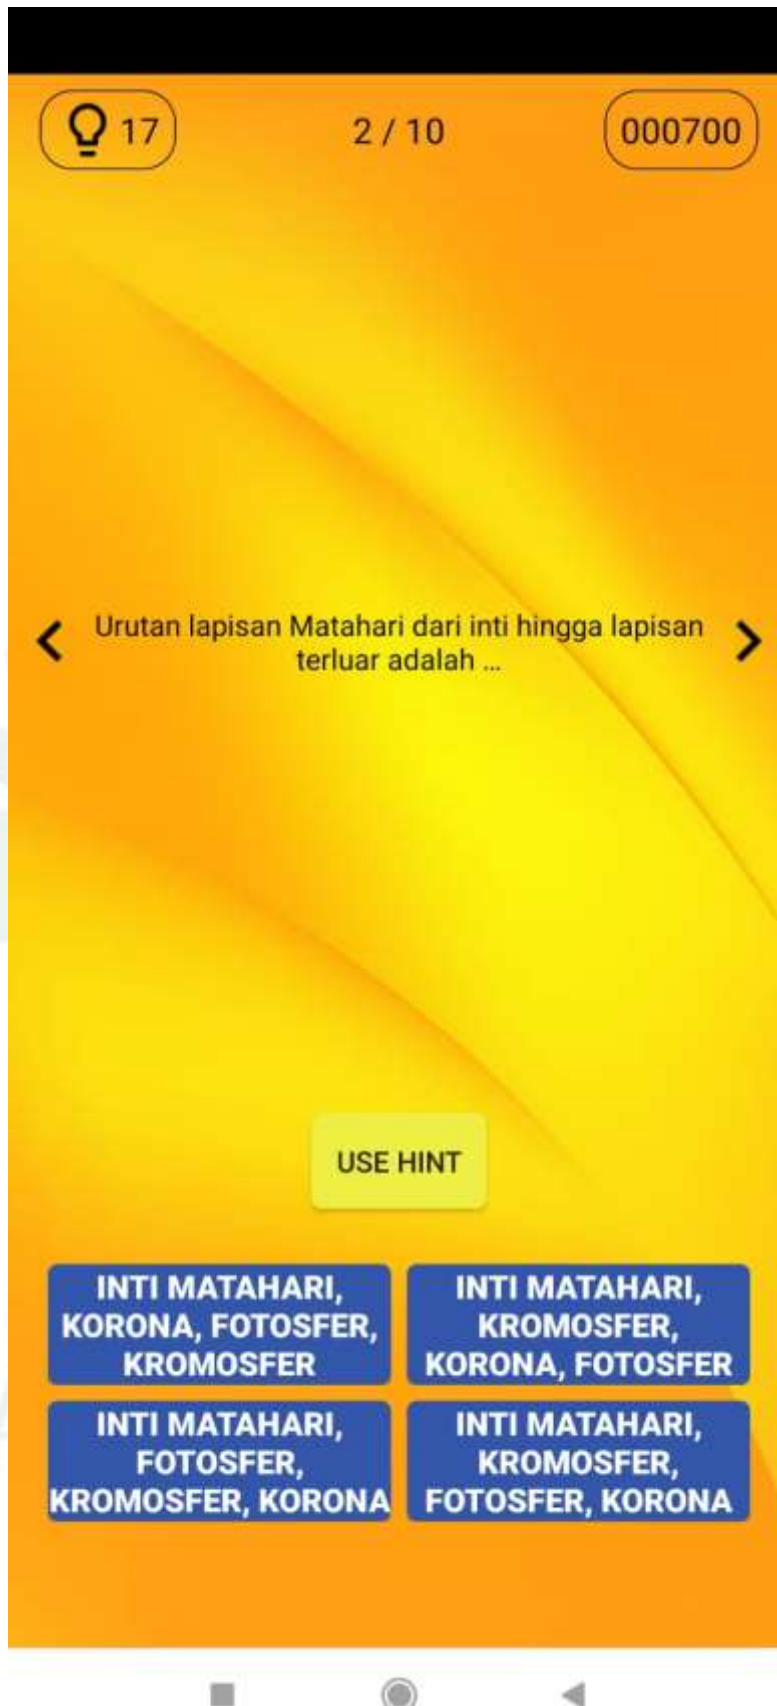 17
2 / 10
000700
Urutan lapisan Matahari dari inti hingga lapisan
terluar adalah ...
USE HINT
INTI MATAHARI,
KORONA, FOTOSFER,
KROMOSFER
INTI MATAHARI,
KROMOSFER,
KORONA, FOTOSFER
INTI MATAHARI,
FOTOSFER,
KROMOSFER, KORONA
INTI MATAHARI,
KROMOSFER,
FOTOSFER, KORONA